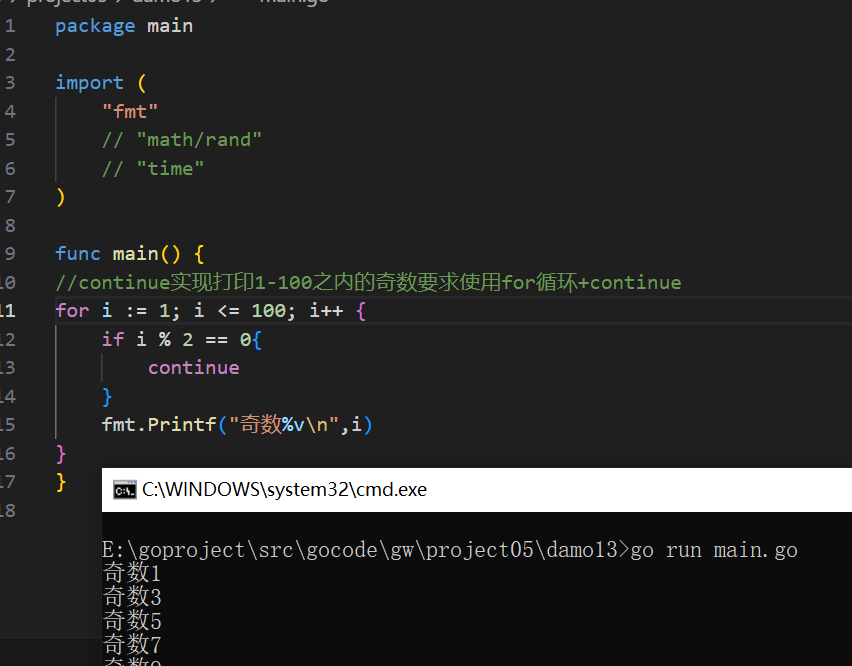 main.go
1 package main
2
3 import (
4 "fmt"
5 // "math/rand"
6 // "time"
7 )
8
9 func main() {
10 //continue实现打印1-100之内的奇数要求使用for循环+continue
11 for i := 1; i <= 100; i++ {
12 if i % 2 == 0{
13 continue
14 }
15 fmt.Printf("奇数%v\n",i)
16 }
17 }
18
C:\WINDOWS\system32\cmd.exe
E:\goproject\src\gocode\gw\project05\damo13>go run main.go
奇数1
奇数3
奇数5
奇数7